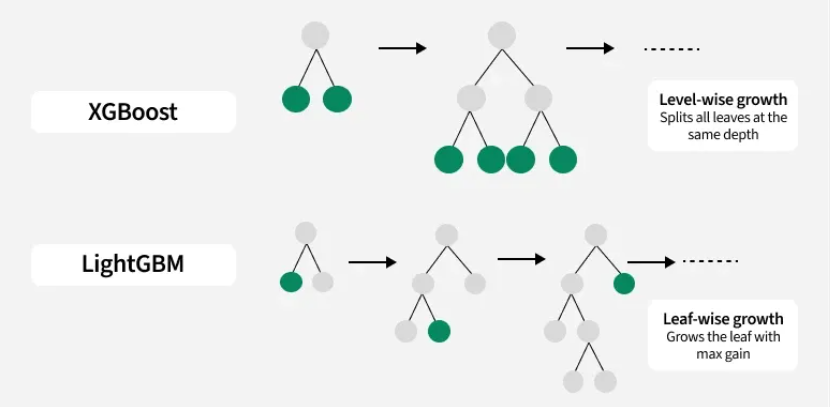 XGBoost
Level-wise growth
Splits all leaves at the
same depth
LightGBM
Leaf-wise growth
Grows the leaf with
max gain